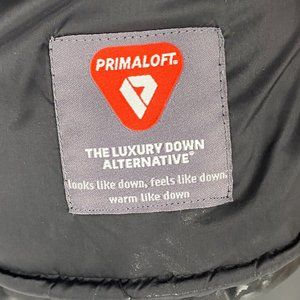 PRIMALOFT®
THE LUXURY DOWN
ALTERNATIVE®
looks like down, feels like down,
warm like down